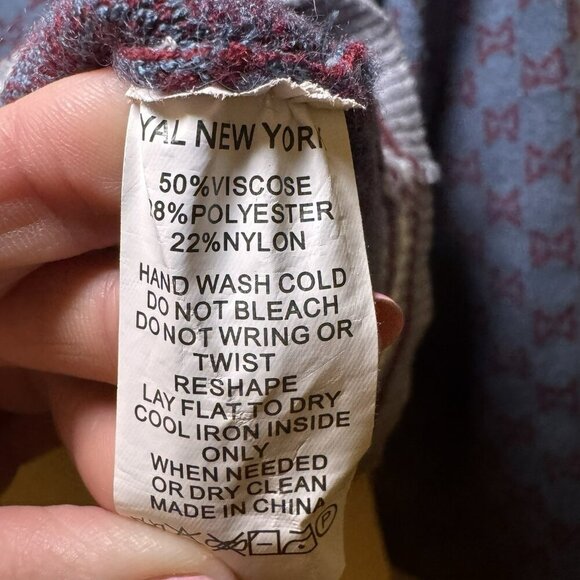 YAL NEW YORK
50%VISCOSE
28%POLYESTER
22%NYLON
HAND WASH COLD
DO NOT BLEACH
DO NOT WRING OR
TWIST
RESHAPE
LAY FLAT TO DRY
COOL IRON INSIDE
ONLY
WHEN NEEDED
OR DRY CLEAN
MADE IN CHINA
P